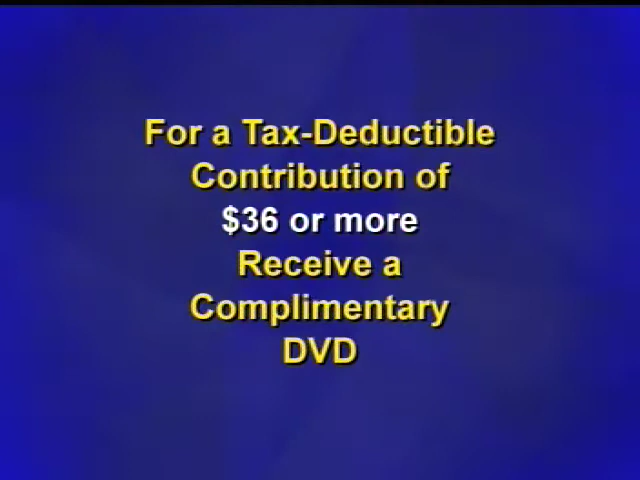 For a Tax-Deductible
Contribution of
$36 or more
Receive a
Complimentary
DVD